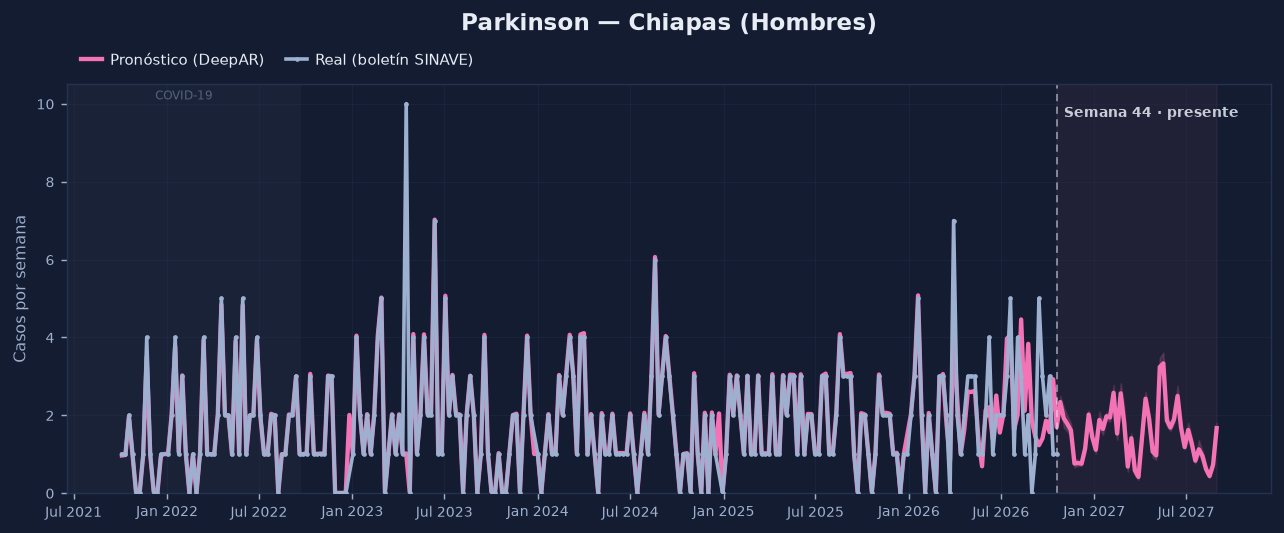 Parkinson — Chiapas (Hombres)
Pronóstico (DeepAR) Real (boletín SINAVE)
COVID-19
Semana 44 · presente
Casos por semana
10
8
6
4
2
0
Jul 2021 Jan 2022 Jul 2022 Jan 2023 Jul 2023 Jan 2024 Jul 2024 Jan 2025 Jul 2025 Jan 2026 Jul 2026 Jan 2027 Jul 2027